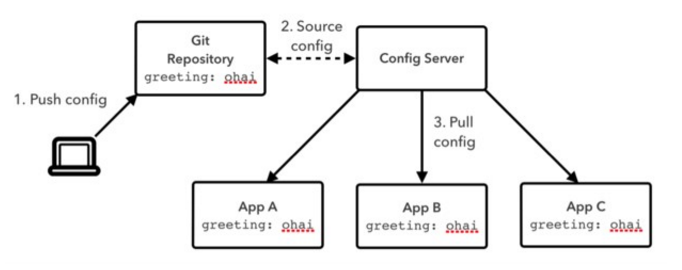 Git
Repository
greeting: ohai
2. Source
config
Config Server
1. Push config
3. Pull
config
App A
greeting: ohai
App B
greeting: ohai
App C
greeting: ohai